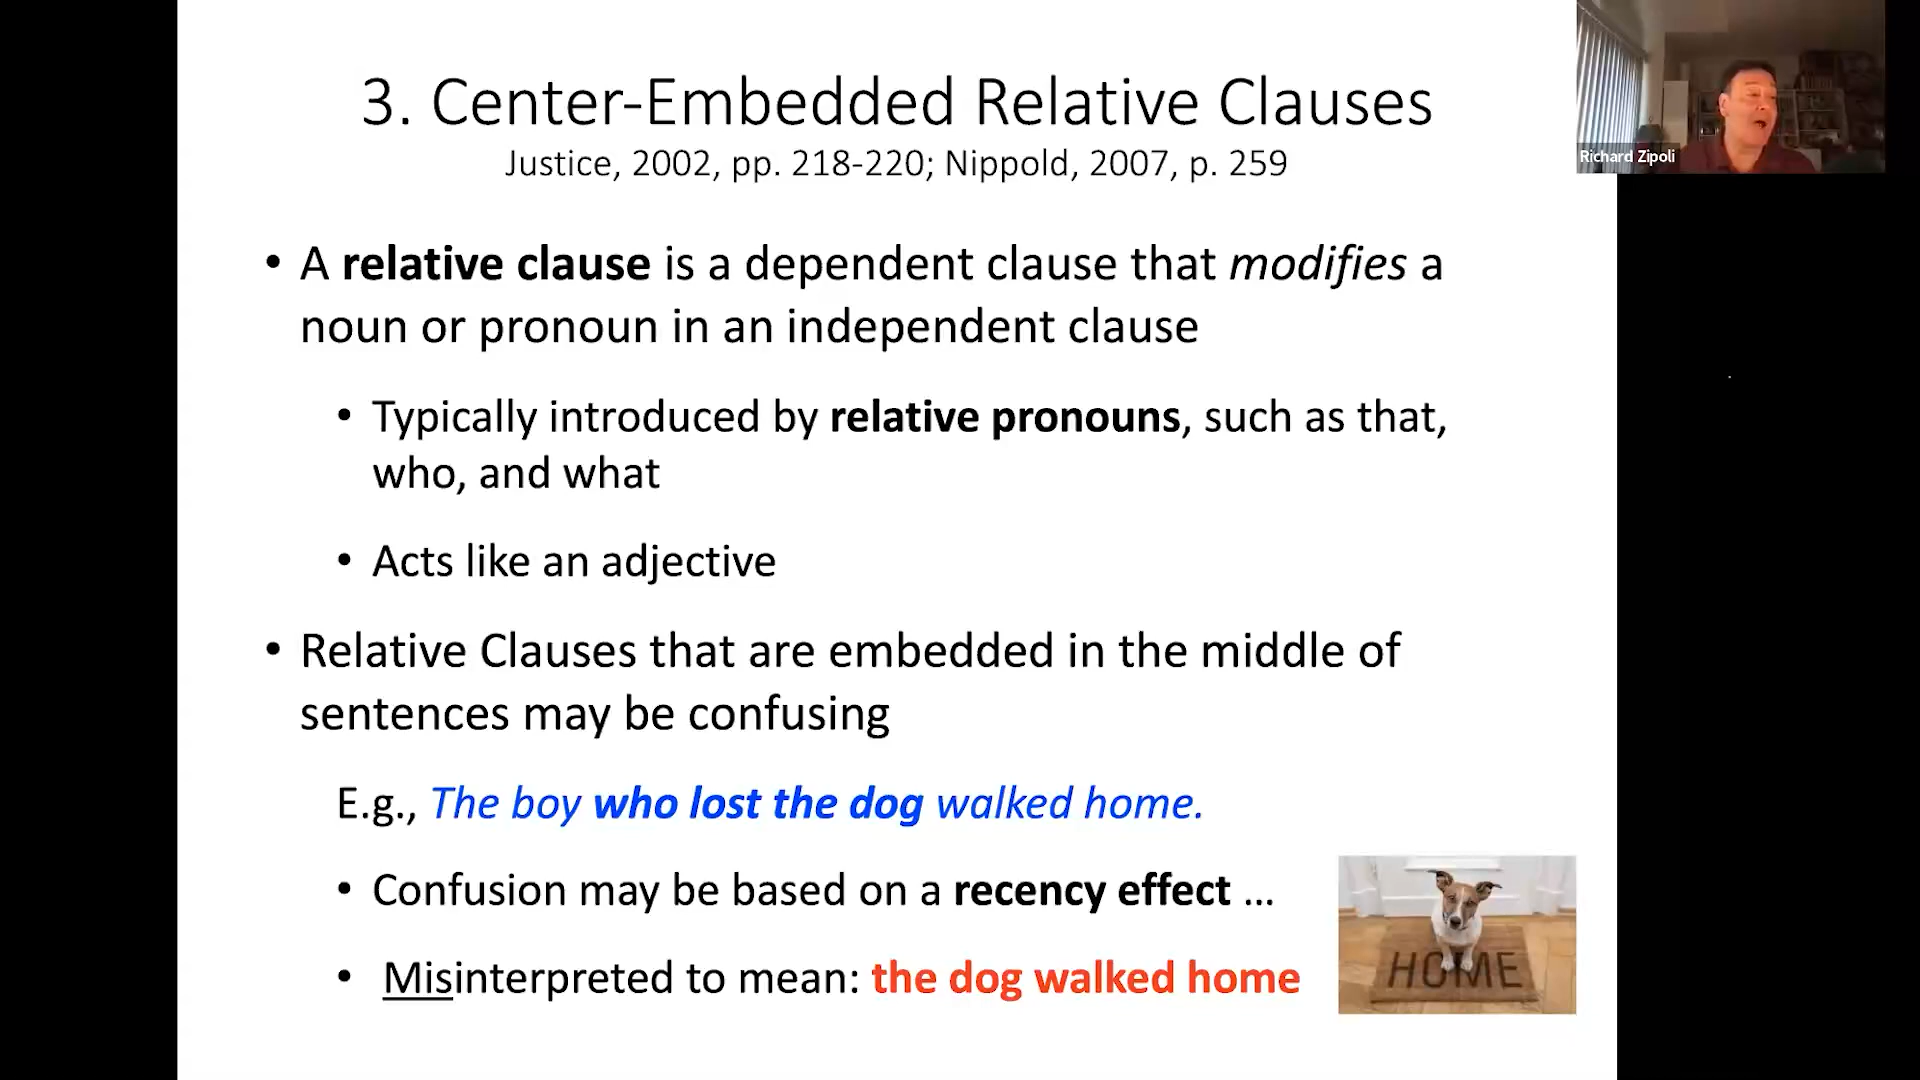 3. Center-Embedded Relative Clauses
Justice, 2002, pp. 218-220; Nippold, 2007, p. 259
Richard Zipoli
• A relative clause is a dependent clause that modifies a
noun or pronoun in an independent clause
• Typically introduced by relative pronouns, such as that,
who, and what
• Acts like an adjective
• Relative Clauses that are embedded in the middle of
sentences may be confusing
E.g., The boy who lost the dog walked home.
• Confusion may be based on a recency effect ...
• Misinterpreted to mean: the dog walked home
HOME